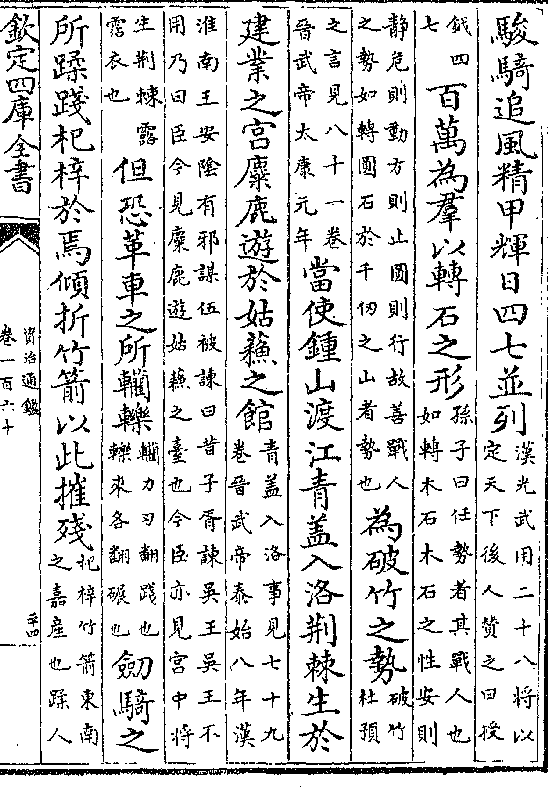 駿騎追風精甲輝日四七並列漢光武用二十八將以定天下後人贊之曰授
鉞四七百萬為羣以轉石之形孫子曰任勢者其戰人也如轉木石木石之性安則
静危則動方則止圓則行故善戰人之勢如轉圓石於千仞之山者勢也為破竹之勢破竹杜預
之言見八十一卷晉武帝太康元年當使鍾山渡江青盖入洛荆棘生於
建業之宫麋鹿遊於姑蘓之館青盖入洛事見七十九卷晉武帝泰始八年漢
淮南王安隂有邪謀伍被諫曰昔子胥諫吳王吳王不用乃曰臣今見麋鹿遊姑蘓之臺也今臣亦見宫中將
生荆棘露霑衣也但恐革車之所轥轢轥力刃翻踐也轢來各翻碾也劒騎之
所蹂踐杞梓於焉傾折竹箭以此摧殘杞梓竹箭東南之嘉産也蹂人
欽定四庫全書
資治通鑑
卷一百六十
二十四